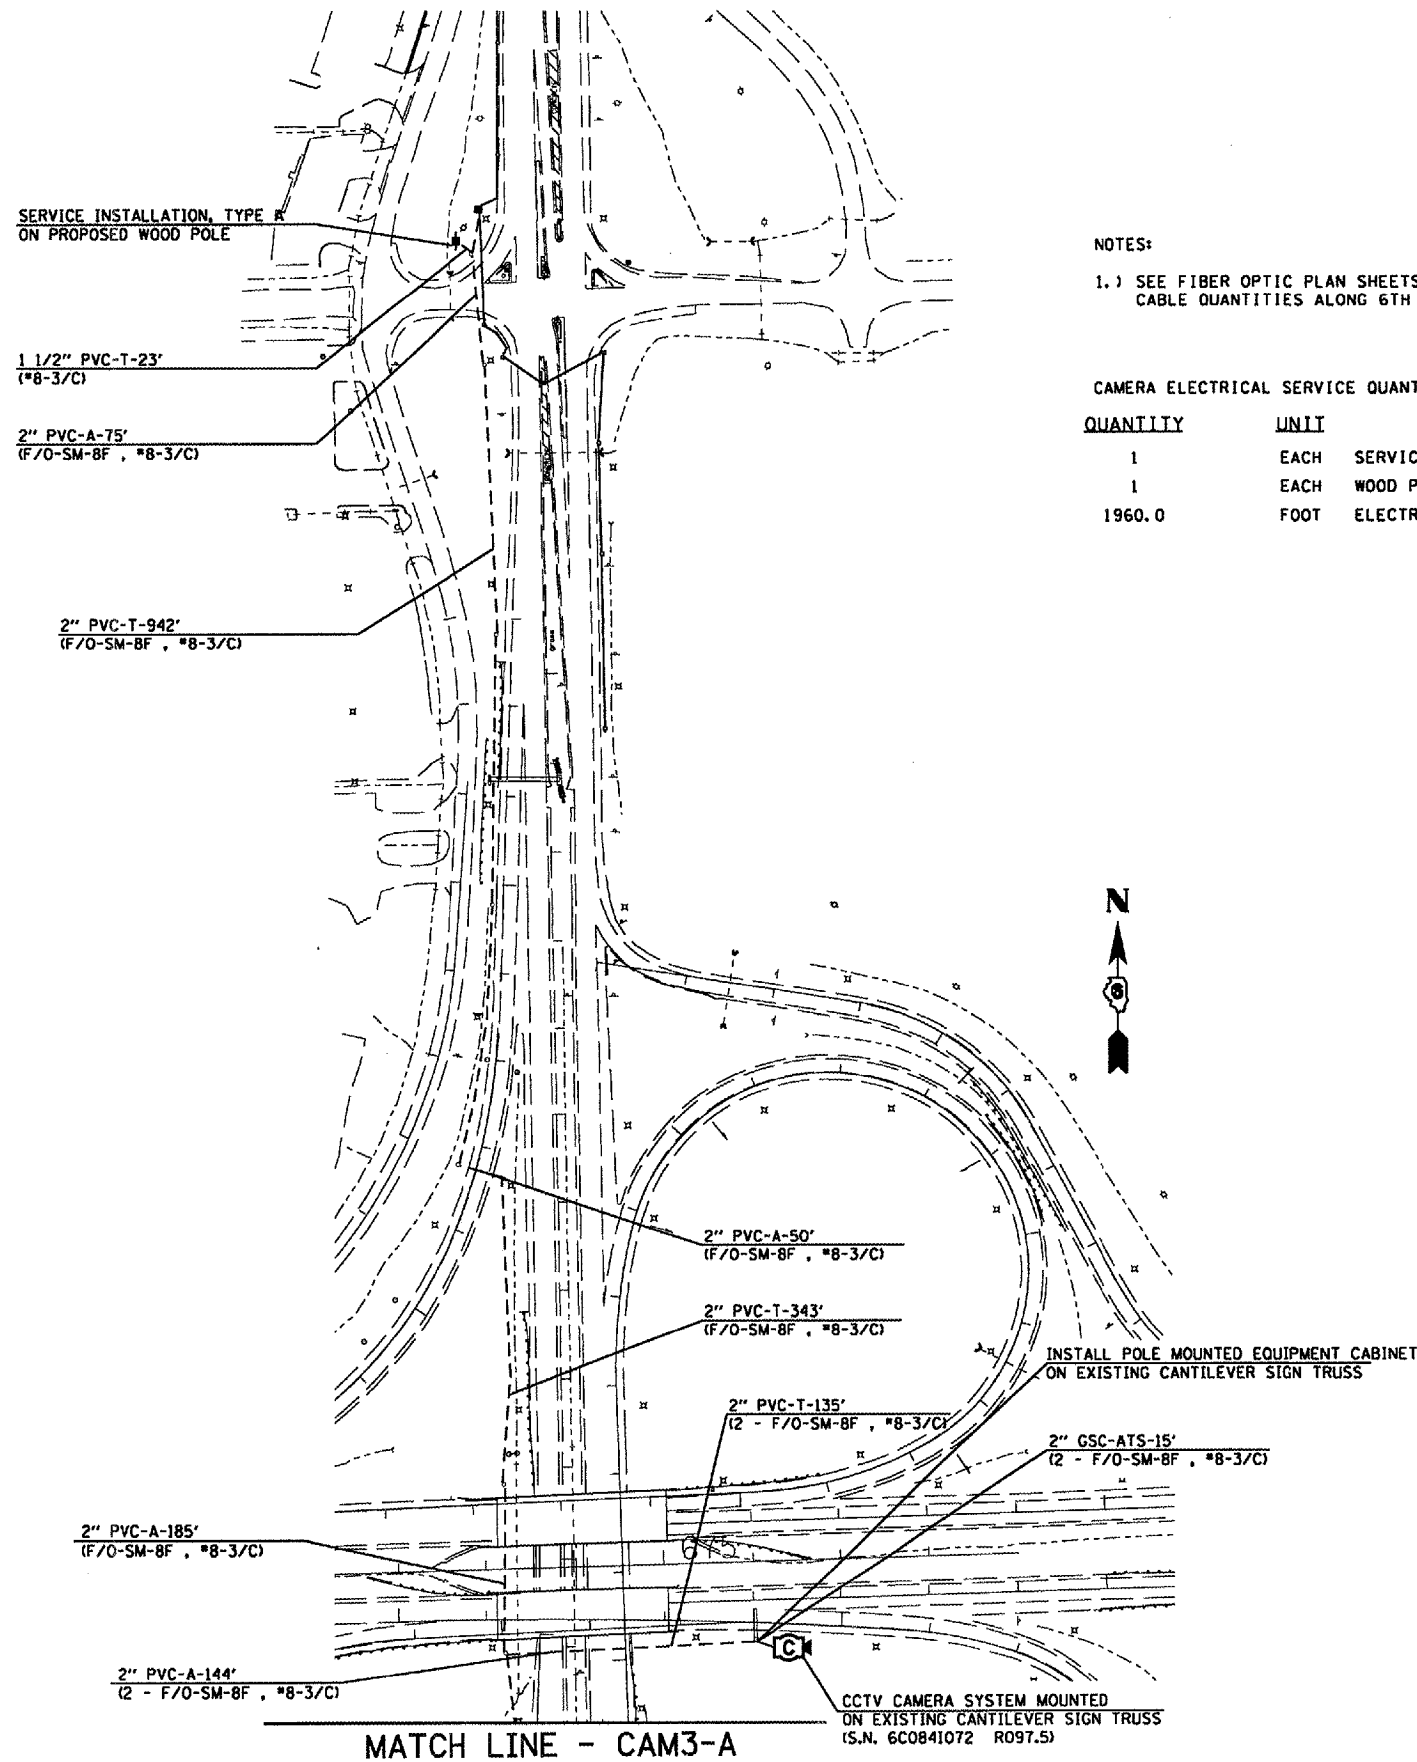 SERVICE INSTALLATION, TYPE A
ON PROPOSED WOOD POLE
1 1/2" PVC-T-23'
(#8-3/C)
2" PVC-A-75'
(F/O-SM-8F , #8-3/C)
2" PVC-T-942'
(F/O-SM-8F , #8-3/C)
NOTES:
1.) SEE FIBER OPTIC PLAN SHEETS
CABLE QUANTITIES ALONG 6TH
CAMERA ELECTRICAL SERVICE QUANT
QUANTITY UNIT
1 EACH SERVIC
1 EACH WOOD P
1960.0 FOOT ELECTR
N
6
2" PVC-A-50'
(F/O-SM-8F , #8-3/C)
2" PVC-T-343'
(F/O-SM-8F , #8-3/C)
INSTALL POLE MOUNTED EQUIPMENT CABINET
ON EXISTING CANTILEVER SIGN TRUSS
2" PVC-T-135'
(2 - F/O-SM-8F , #8-3/C)
2" GSC-ATS-15'
(2 - F/O-SM-8F , #8-3/C)
2" PVC-A-185'
(F/O-SM-8F , #8-3/C)
65
C
2" PVC-A-144'
(2 - F/O-SM-8F , #8-3/C)
CCTV CAMERA SYSTEM MOUNTED
ON EXISTING CANTILEVER SIGN TRUSS
(S.N. 6C084I072 R097.5)
MATCH LINE - CAM3-A